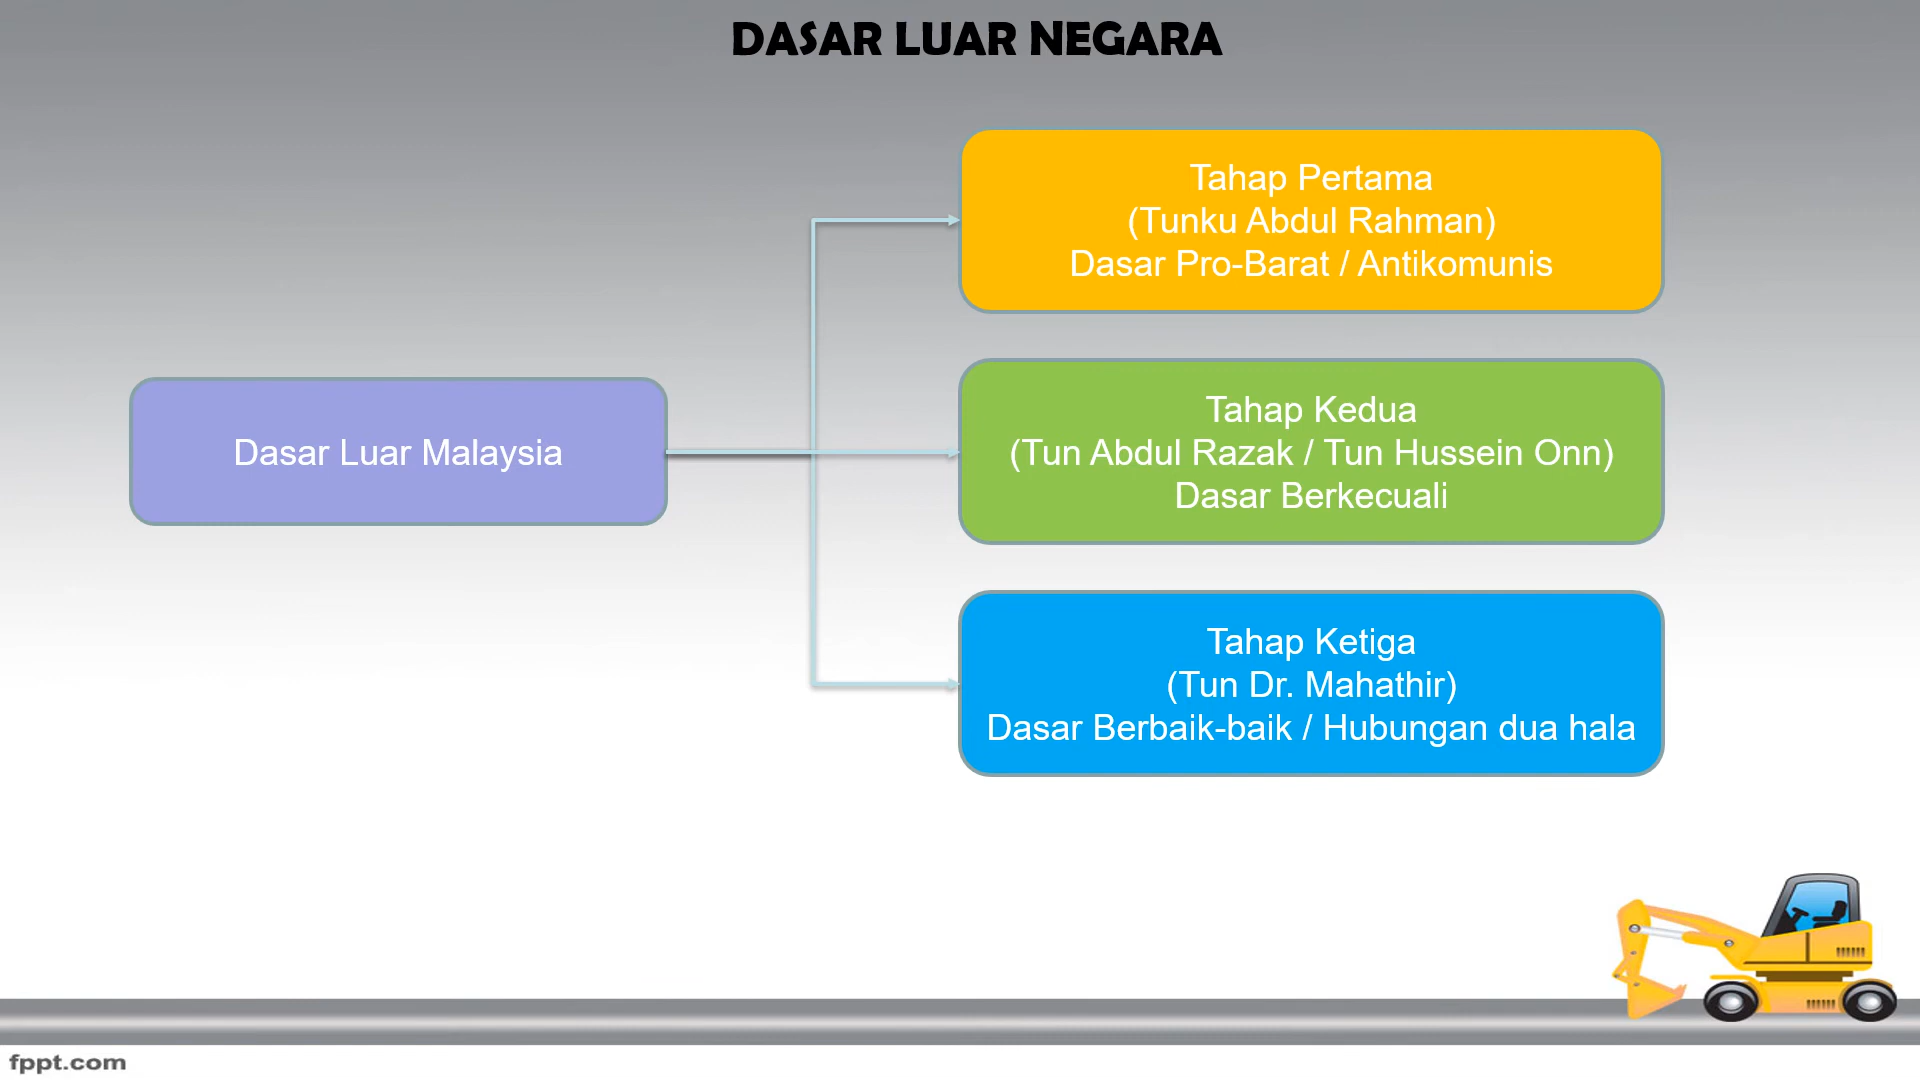 DASAR LUAR NEGARA
Dasar Luar Malaysia
Tahap Pertama
(Tunku Abdul Rahman)
Dasar Pro-Barat / Antikomunis
Tahap Kedua
(Tun Abdul Razak / Tun Hussein Onn)
Dasar Berkecuali
Tahap Ketiga
(Tun Dr. Mahathir)
Dasar Berbaik-baik / Hubungan dua hala
fppt.com